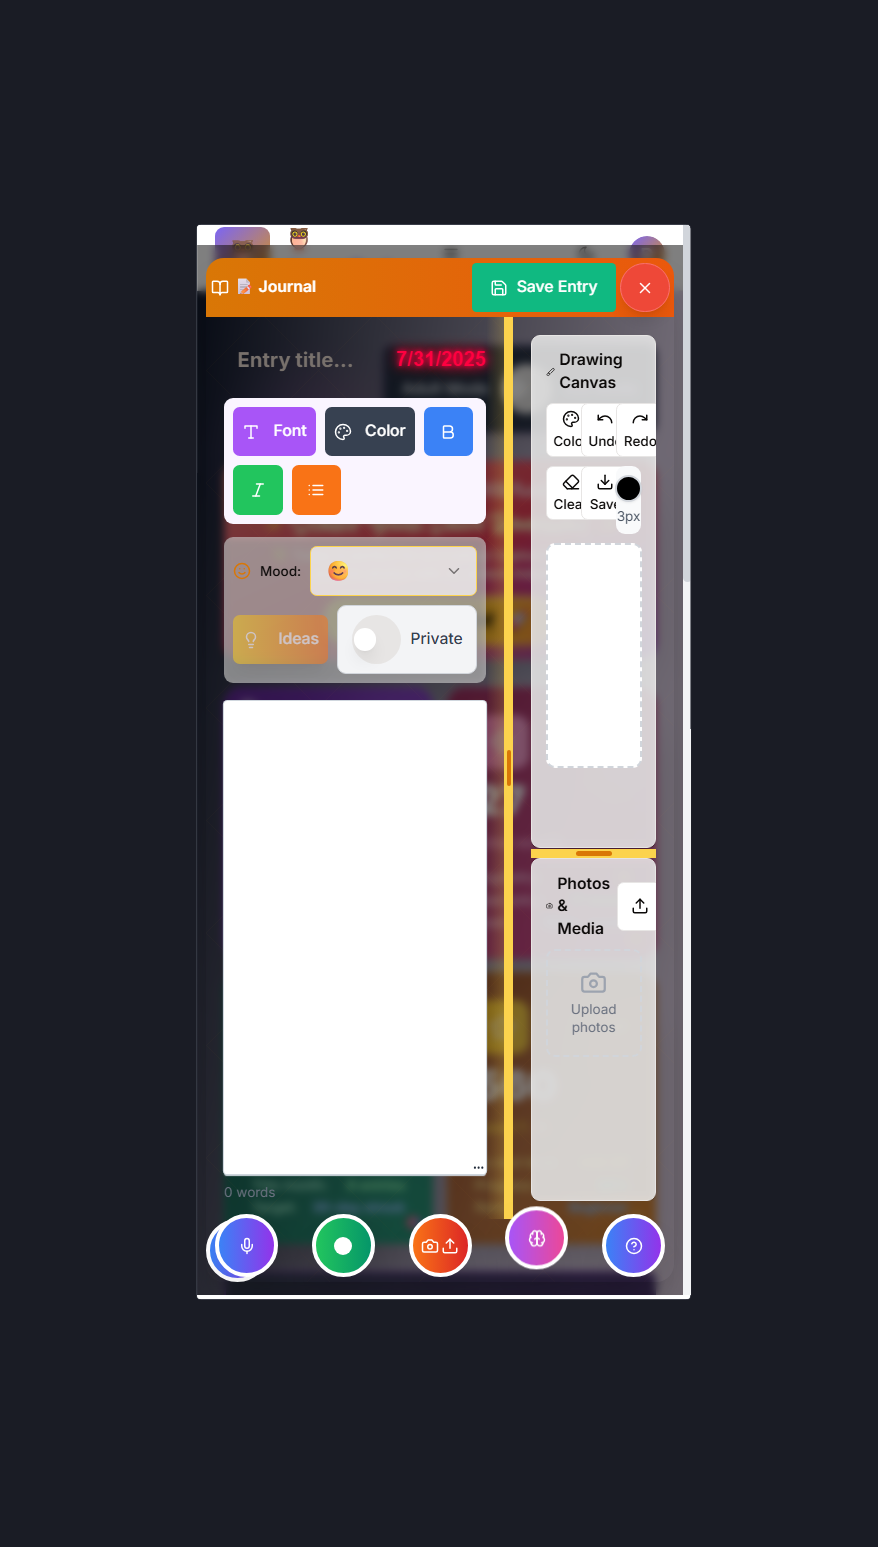 📝 Journal
Save Entry
Entry title...
7/31/2025
Font
Color
B
I
Mood:
😊
Ideas
Private
0 words
Drawing
Canvas
Colo
Undo
Redo
Clea
Save
3px
Photos
&
Media
Upload
photos